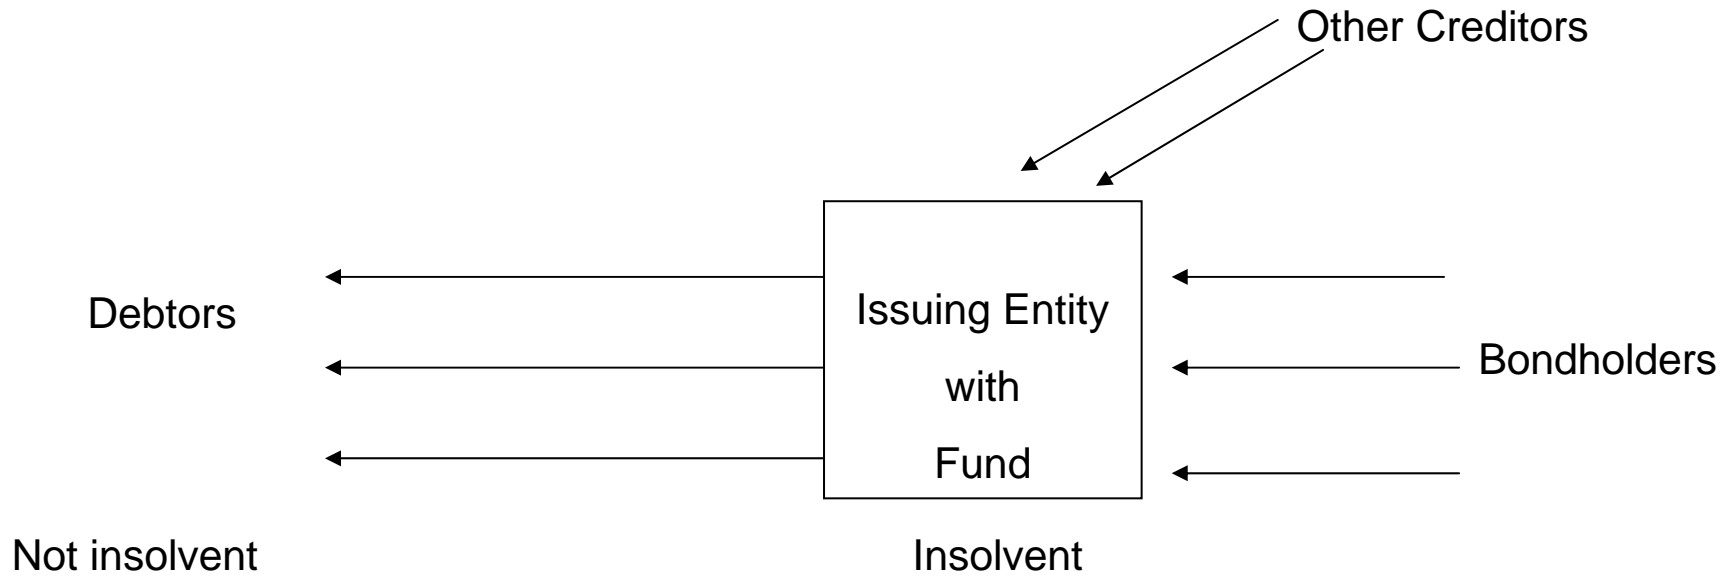 Other Creditors
Debtors
Issuing Entity
with
Fund
Bondholders
Not insolvent
Insolvent